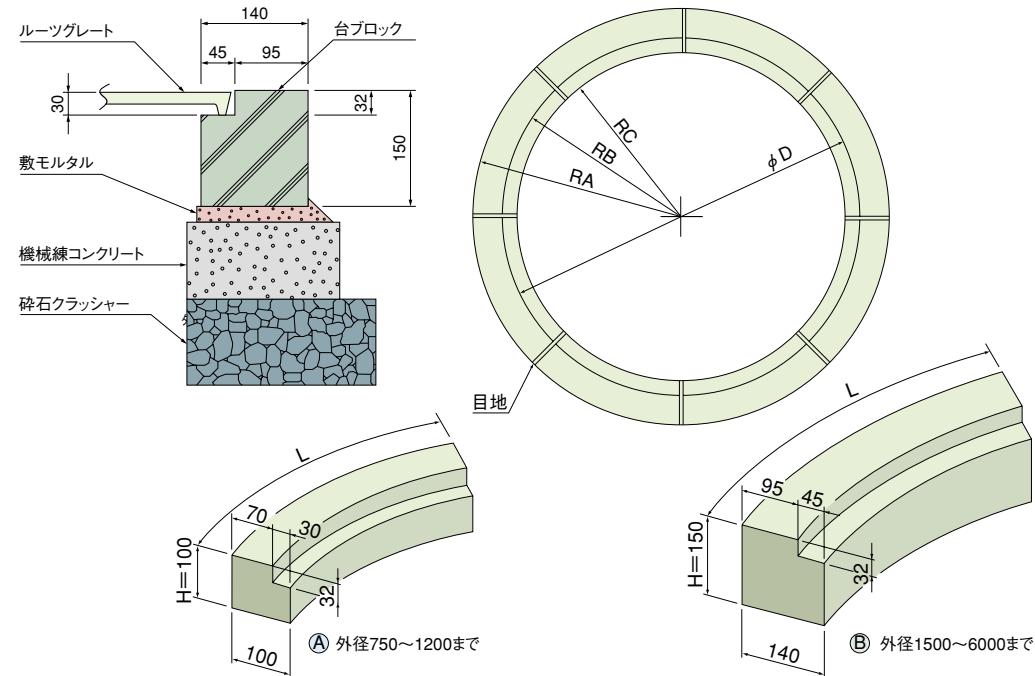 140
ルーツグレート
台ブロック
45
95
30
32
150
敷モルタル
機械練コンクリート
砕石クラッシャー
RC
RB
RA
φD
目地
L
70
30
H=100
32
100
Ⓐ 外径750～1200まで
L
95
45
H=150
32
140
Ⓑ 外径1500～6000まで